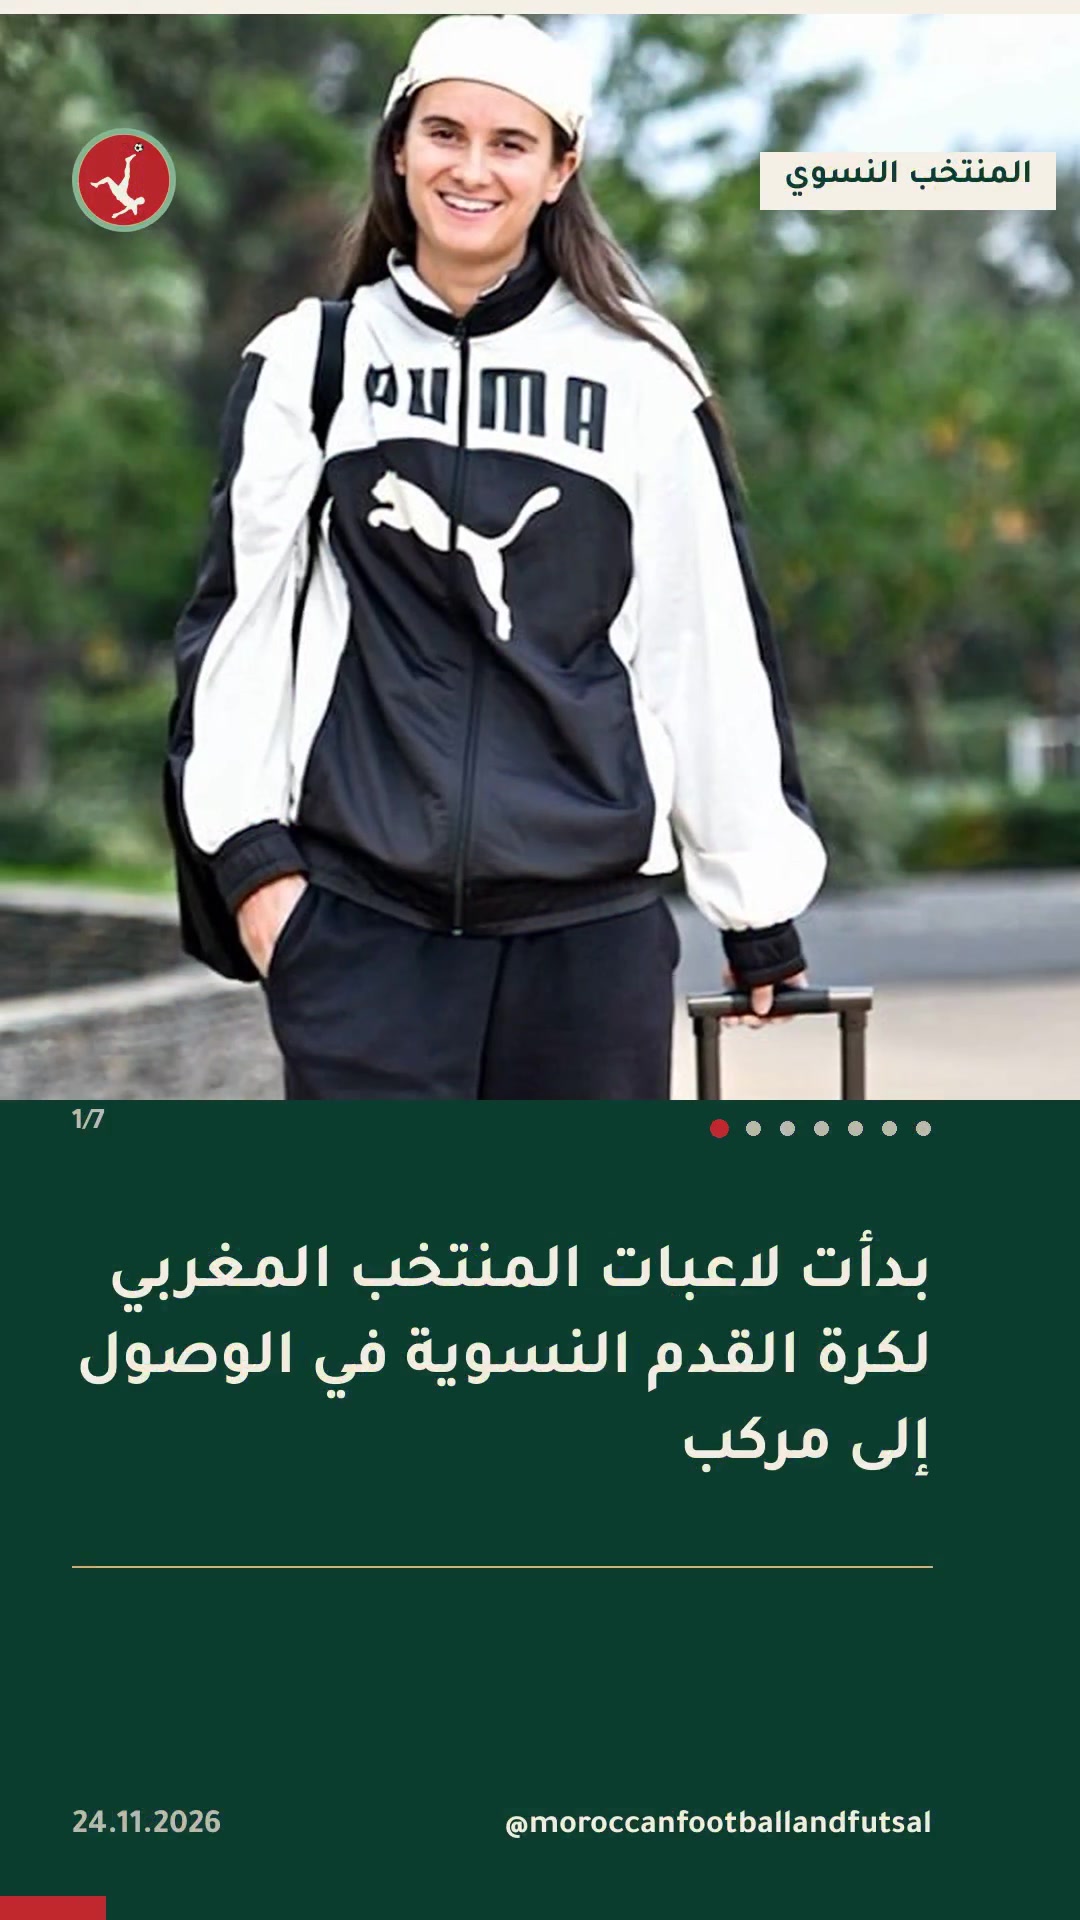 المنتخب النسوي
PUMA
1/7
بدأت لاعبات المنتخب المغربي
لكرة القدم النسوية في الوصول
إلى مركب
24.11.2026
@moroccanfootballandfutsal